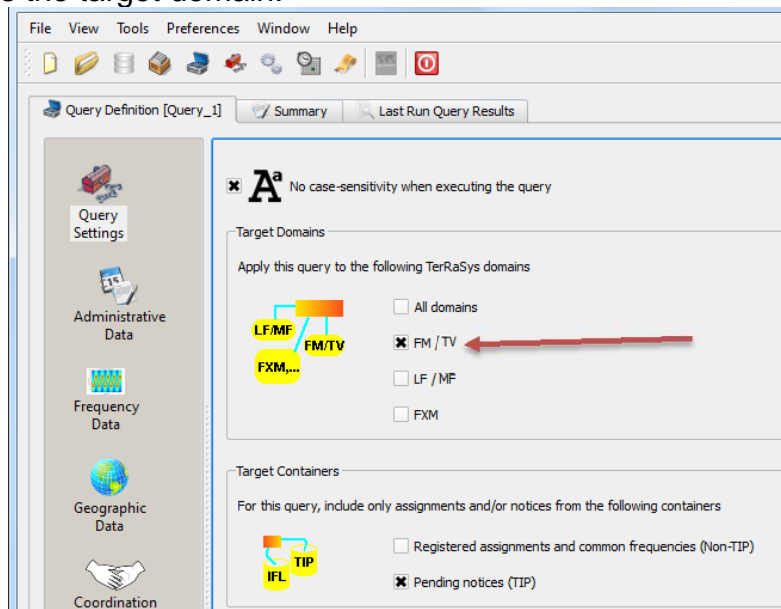 the target domain.
File View Tools Preferences Window Help
Query Definition [Query_1] Summary Last Run Query Results
Query
Settings
Administrative
Data
Frequency
Data
Geographic
Data
Coordination
Aa No case-sensitivity when executing the query
Target Domains
Apply this query to the following TerRaSys domains
LF/MF
FM/TV
FXM,...
All domains
FM / TV
LF / MF
FXM
Target Containers
For this query, include only assignments and/or notices from the following containers
IFL
TIP
Registered assignments and common frequencies (Non-TIP)
Pending notices (TIP)